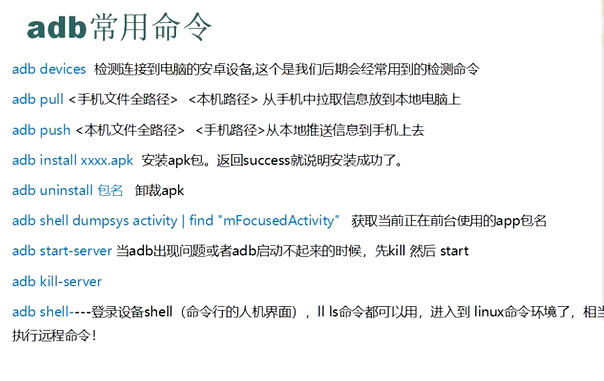 adb常用命令
adb devices 检测连接到电脑的安卓设备,这个是我们后期会经常用到的检测命令
adb pull <手机文件全路径> <本机路径> 从手机中拉取信息放到本地电脑上
adb push <本机文件全路径> <手机路径>从本地推送信息到手机上去
adb install xxxx.apk 安装apk包。返回success就说明安装成功了。
adb uninstall 包名 卸裁apk
adb shell dumpsys activity | find "mFocusedActivity" 获取当前正在前台使用的app包名
adb start-server 当adb出现问题或者adb启动不起来的时候，先kill 然后 start
adb kill-server
adb shell----登录设备shell（命令行的人机界面），ll ls命令都可以用，进入到 linux命令环境了，相当
执行远程命令！